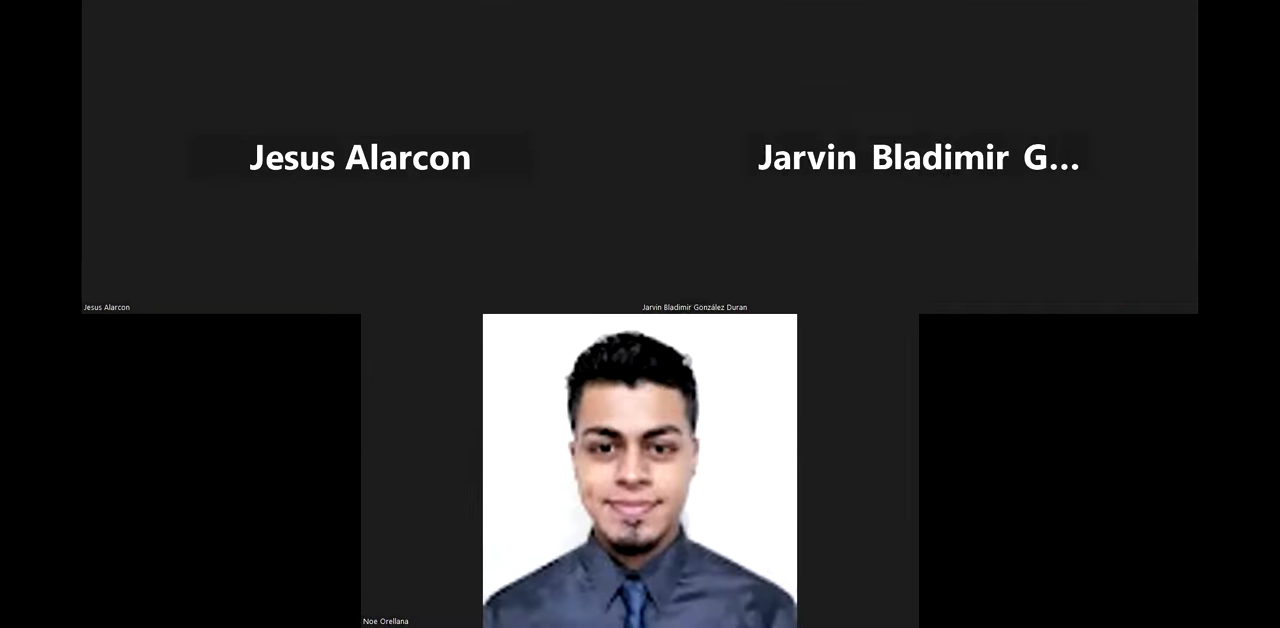 Jesus Alarcon
Jarvin Bladimir G...
Jesus Alarcon
Jarvin Bladimir González Duran
Noe Orellana